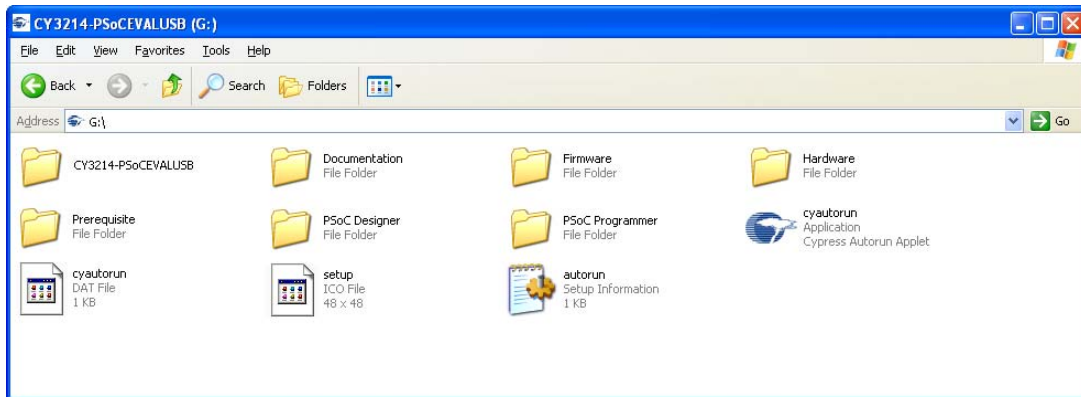 CY3214-PSoCEVALUSB (G:)
File Edit View Favorites Tools Help
Back Search Folders
Address G:\ Go
CY3214-PSoCEVALUSB
Documentation
File Folder
Firmware
File Folder
Hardware
File Folder
Prerequisite
File Folder
PSoC Designer
File Folder
PSoC Programmer
File Folder
cyautorun
Application
Cypress Autorun Applet
cyautorun
DAT File
1 KB
setup
ICO File
48 x 48
autorun
Setup Information
1 KB